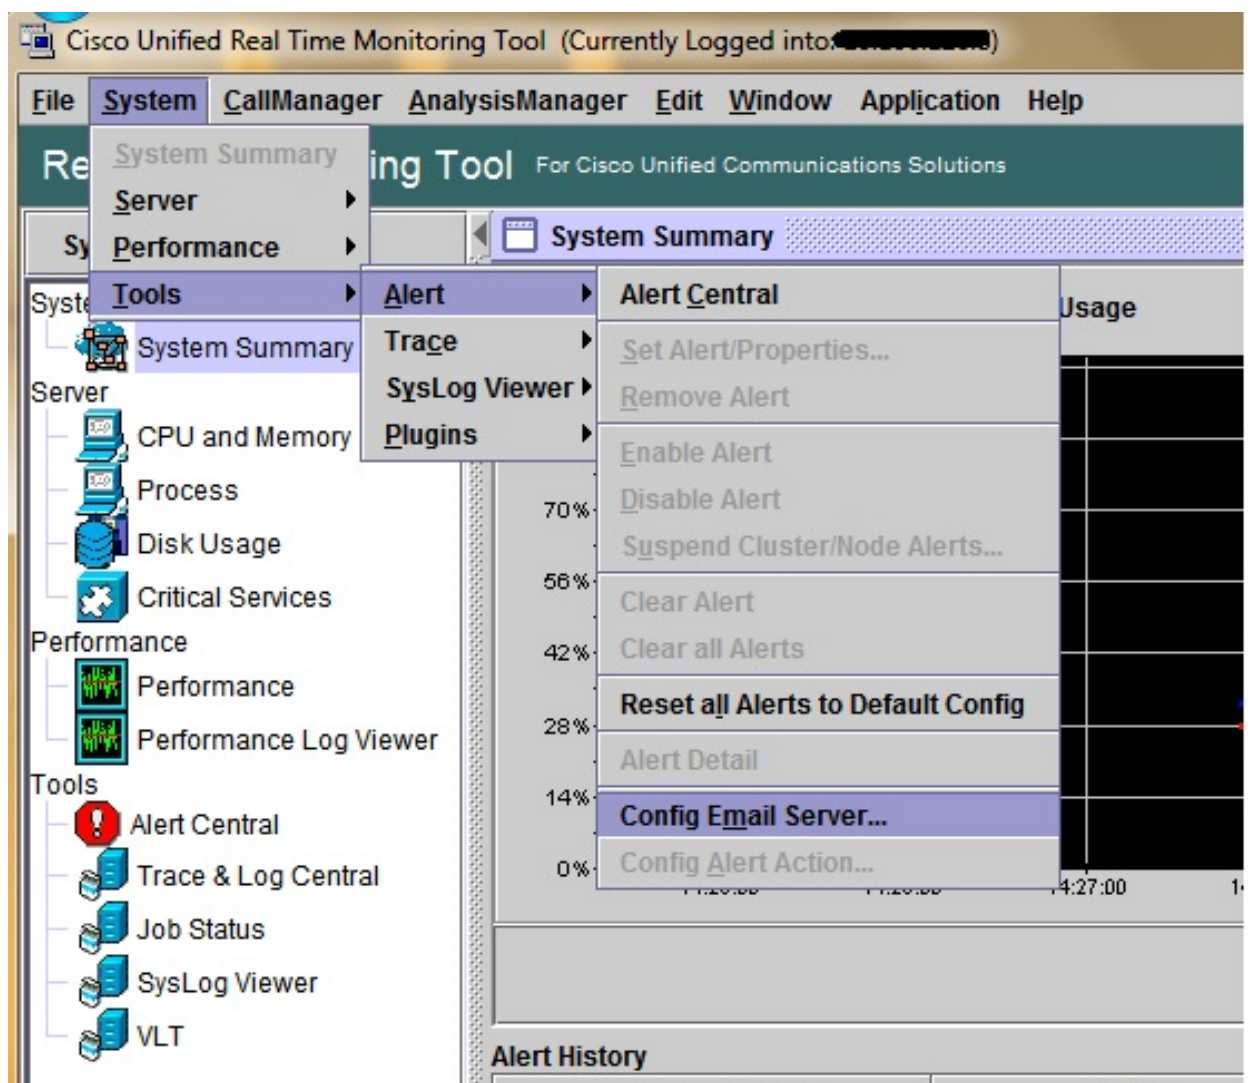 Cisco Unified Real Time Monitoring Tool (Currently Logged into:
File System CallManager AnalysisManager Edit Window Application Help
Re ing Tool For Cisco Unified Communications Solutions
System Summary
Server
Performance
Tools
Alert
Trace
SysLog Viewer
Plugins
Alert Central
Set Alert/Properties...
Remove Alert
Enable Alert
Disable Alert
Suspend Cluster/Node Alerts...
Clear Alert
Clear all Alerts
Reset all Alerts to Default Config
Alert Detail
Config Email Server...
Config Alert Action...
Sy
Syste
System Summary
Server
CPU and Memory
Process
Disk Usage
Critical Services
Performance
Performance
Performance Log Viewer
Tools
Alert Central
Trace & Log Central
Job Status
SysLog Viewer
VLT
System Summary
Usage
70%
56%
42%
28%
14%
0%
14:27:00
Alert History